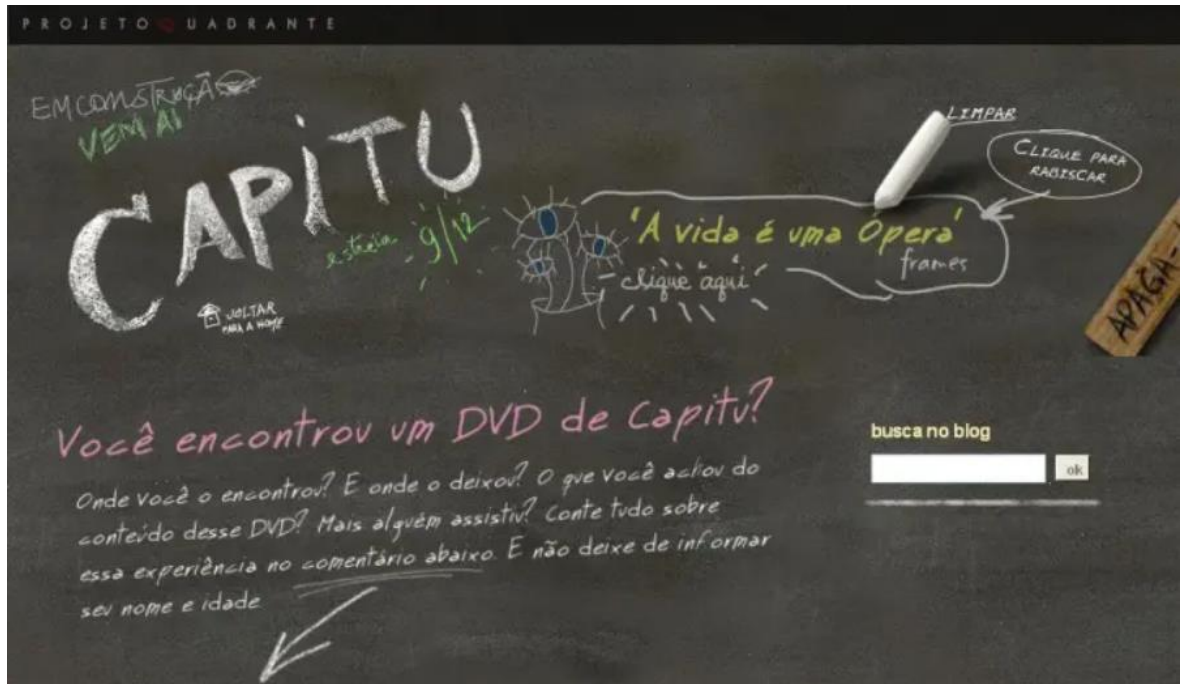 PROJETO QUADRANTE
EM CONSTRUÇÃO
VEM AI
CAPITU
estréia 9/12
VOLTAR
PARA A HOME
LIMPAR
CLIQUE PARA
RABISCAR
'A vida é uma Ópera'
frames
clique aqui
APAGA-
Você encontrou um DVD de Capitu?
Onde você o encontrou? E onde o deixou? O que você achou do
conteúdo desse DVD? Mais alguém assistiu? Conte tudo sobre
essa experiência no comentário abaixo. E não deixe de informar
seu nome e idade
busca no blog
ok